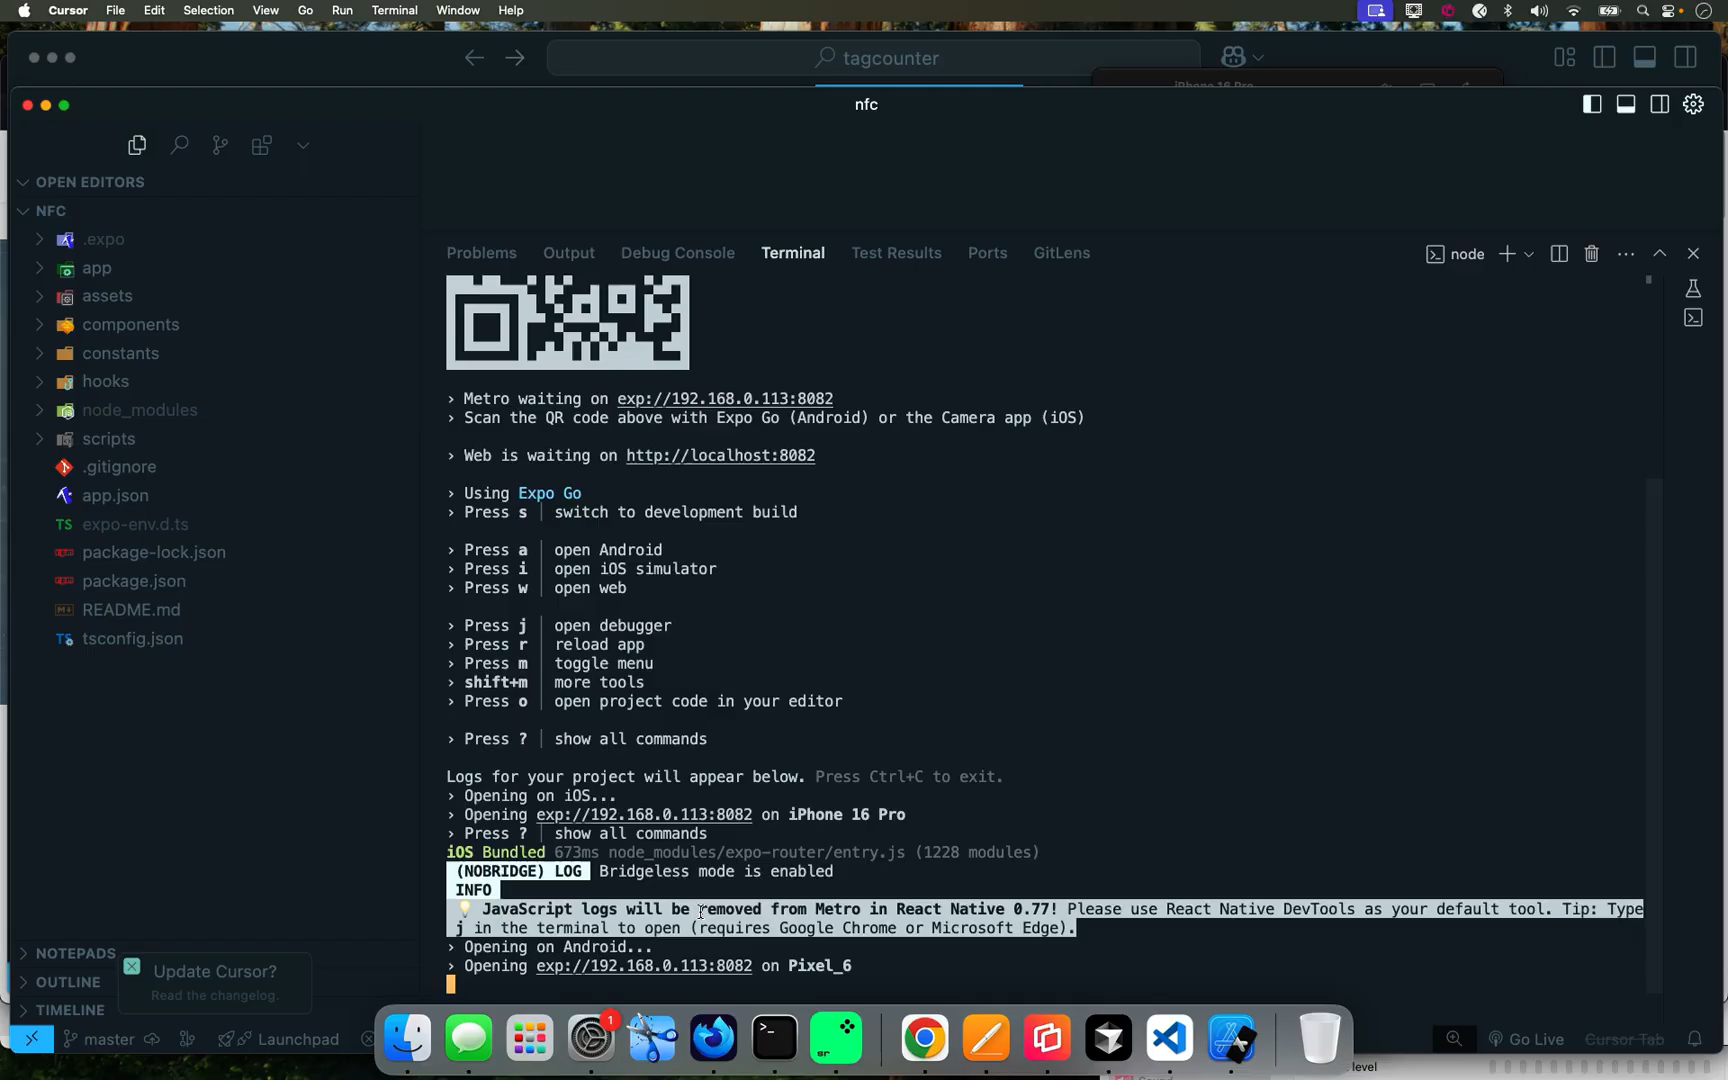 Cursor File Edit Selection View Go Run Terminal Window Help
tagcounter
nfc
OPEN EDITORS
NFC
.expo
app
assets
components
constants
hooks
node_modules
scripts
.gitignore
app.json
TS expo-env.d.ts
package-lock.json
package.json
README.md
TS tsconfig.json
NOTEPADS
OUTLINE
TIMELINE
Update Cursor?
Read the changelog.
Problems Output Debug Console Terminal Test Results Ports GitLens
node
› Metro waiting on exp://192.168.0.113:8082
› Scan the QR code above with Expo Go (Android) or the Camera app (iOS)
› Web is waiting on http://localhost:8082
› Using Expo Go
› Press s │ switch to development build
› Press a │ open Android
› Press i │ open iOS simulator
› Press w │ open web
› Press j │ open debugger
› Press r │ reload app
› Press m │ toggle menu
› shift+m │ more tools
› Press o │ open project code in your editor
› Press ? │ show all commands
Logs for your project will appear below. Press Ctrl+C to exit.
› Opening on iOS...
› Opening exp://192.168.0.113:8082 on iPhone 16 Pro
› Press ? │ show all commands
iOS Bundled 673ms node_modules/expo-router/entry.js (1228 modules)
(NOBRIDGE) LOG Bridgeless mode is enabled
INFO
💡 JavaScript logs will be removed from Metro in React Native 0.77! Please use React Native DevTools as your default tool. Tip: Type
j in the terminal to open (requires Google Chrome or Microsoft Edge).
› Opening on Android...
› Opening exp://192.168.0.113:8082 on Pixel_6
master Launchpad
1
sr
Go Live Cursor Tab
level